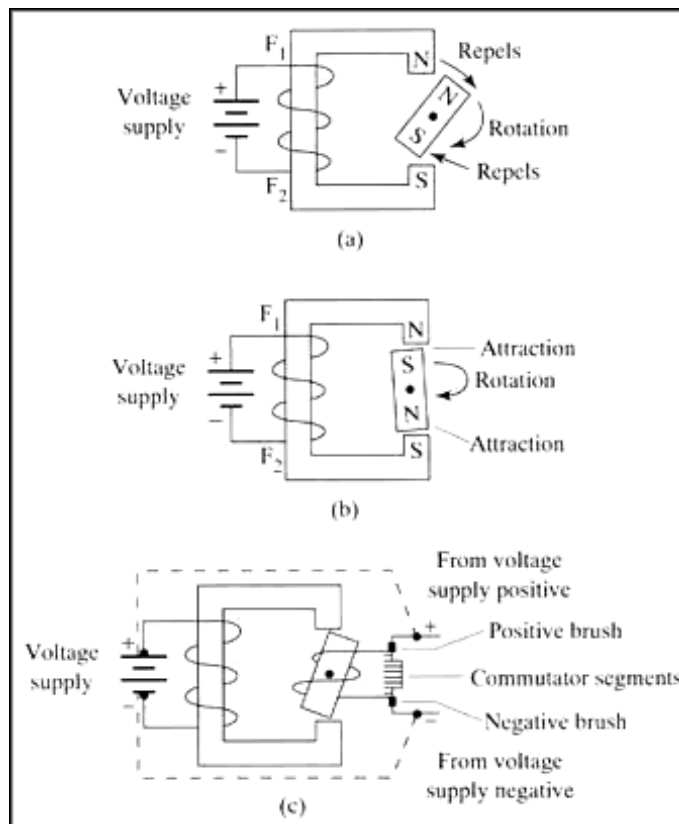 F1
N
Repels
Voltage
supply
+
−
N
S
Rotation
F2
S
Repels
(a)
F1
N
Voltage
supply
+
−
S
N
Attraction
Rotation
Attraction
F2
S
(b)
From voltage
supply positive
+
Positive brush
Voltage
supply
+
−
Commutator segments
Negative brush
−
From voltage
supply negative
(c)